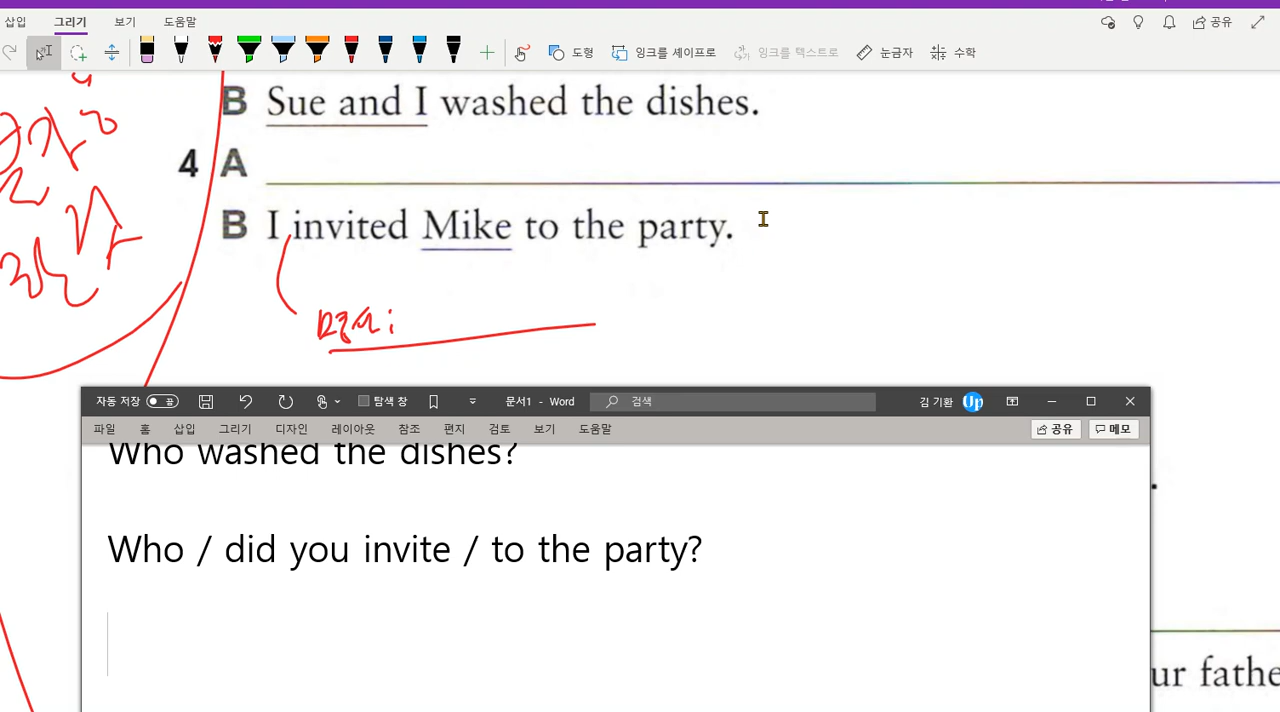 삽입 그리기 보기 도움말
공유
도형 잉크를 셰이프로 잉크를 텍스트로 눈금자 수학
B Sue and I washed the dishes.
4 A
B I invited Mike to the party.
명사 :
자동 저장 끔 탐색 창 문서1 - Word 검색 김 기환 Up
파일 홈 삽입 그리기 디자인 레이아웃 참조 편지 검토 보기 도움말 공유 메모
Who washed the dishes?
Who / did you invite / to the party?
ur fathe